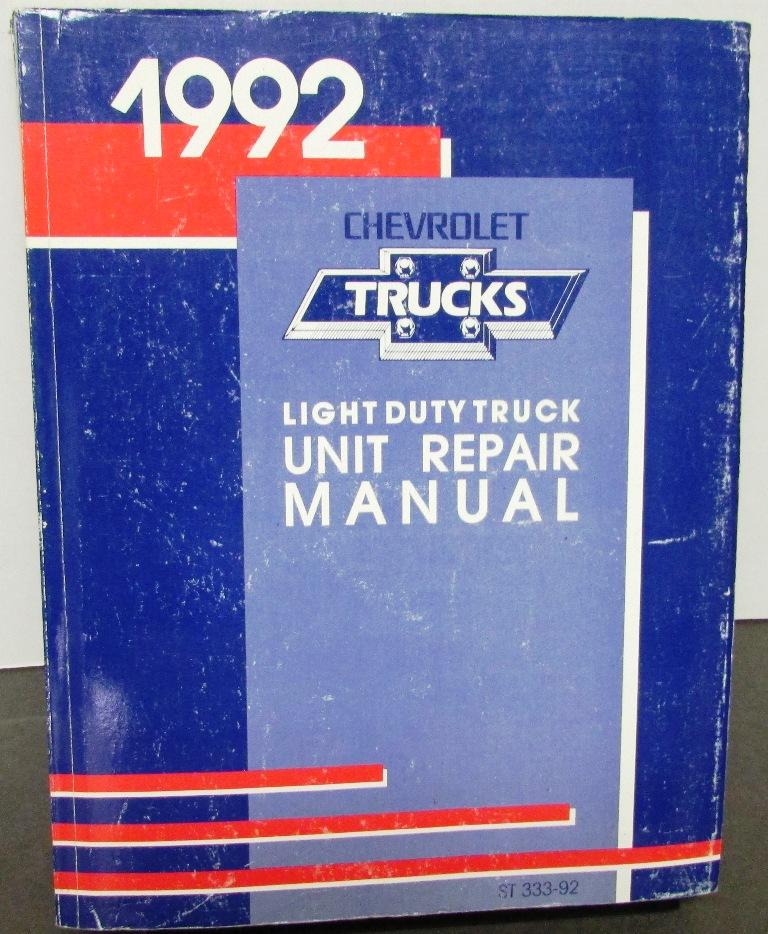 1992
CHEVROLET
TRUCKS
LIGHT DUTY TRUCK
UNIT REPAIR
MANUAL
ST 333-92